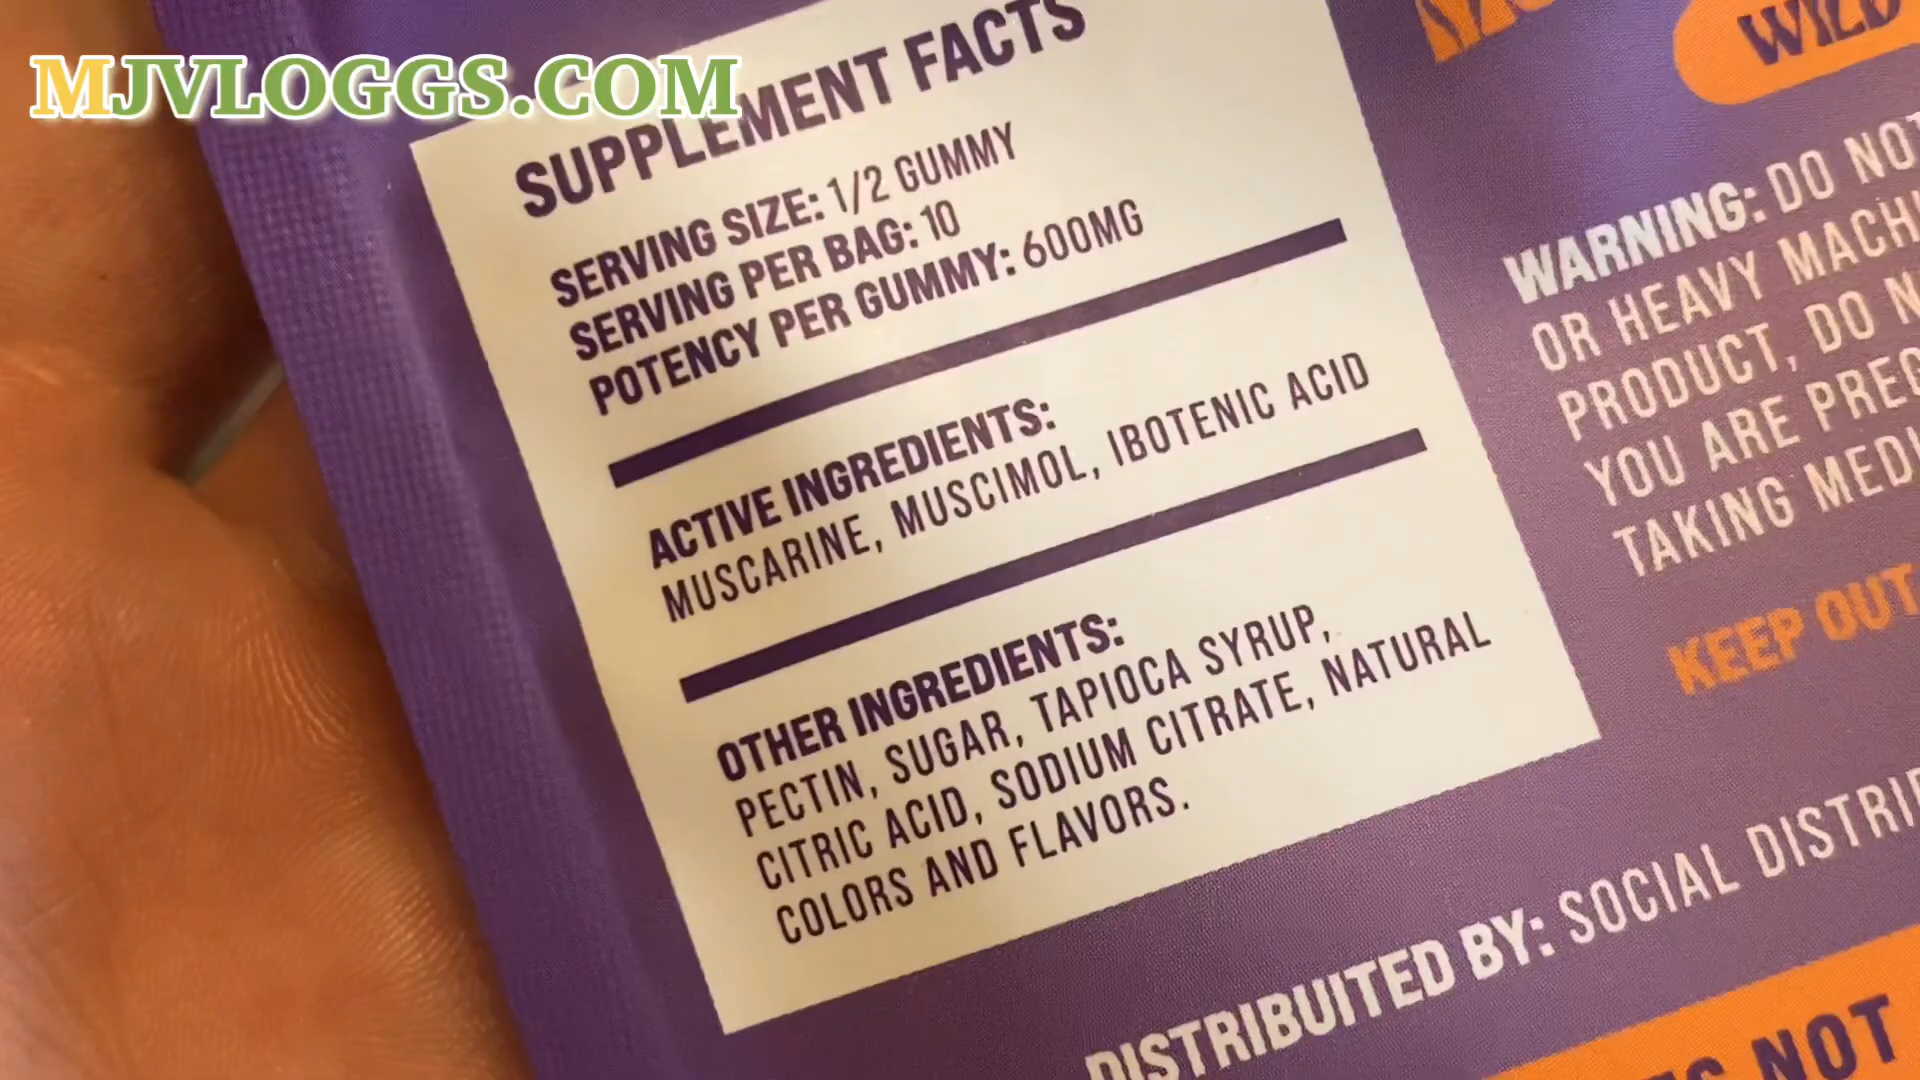 MJVLOGGS.COM
SUPPLEMENT FACTS
SERVING SIZE: 1/2 GUMMY
SERVING PER BAG: 10
POTENCY PER GUMMY: 600MG
ACTIVE INGREDIENTS:
MUSCARINE, MUSCIMOL, IBOTENIC ACID
OTHER INGREDIENTS:
PECTIN, SUGAR, TAPIOCA SYRUP,
CITRIC ACID, SODIUM CITRATE, NATURAL
COLORS AND FLAVORS.
WILD
WARNING: DO NOT
OR HEAVY
PRODUCT, DO
YOU ARE
TAKING
KEEP OUT
DISTRIBUITED BY: SOCIAL
NOT